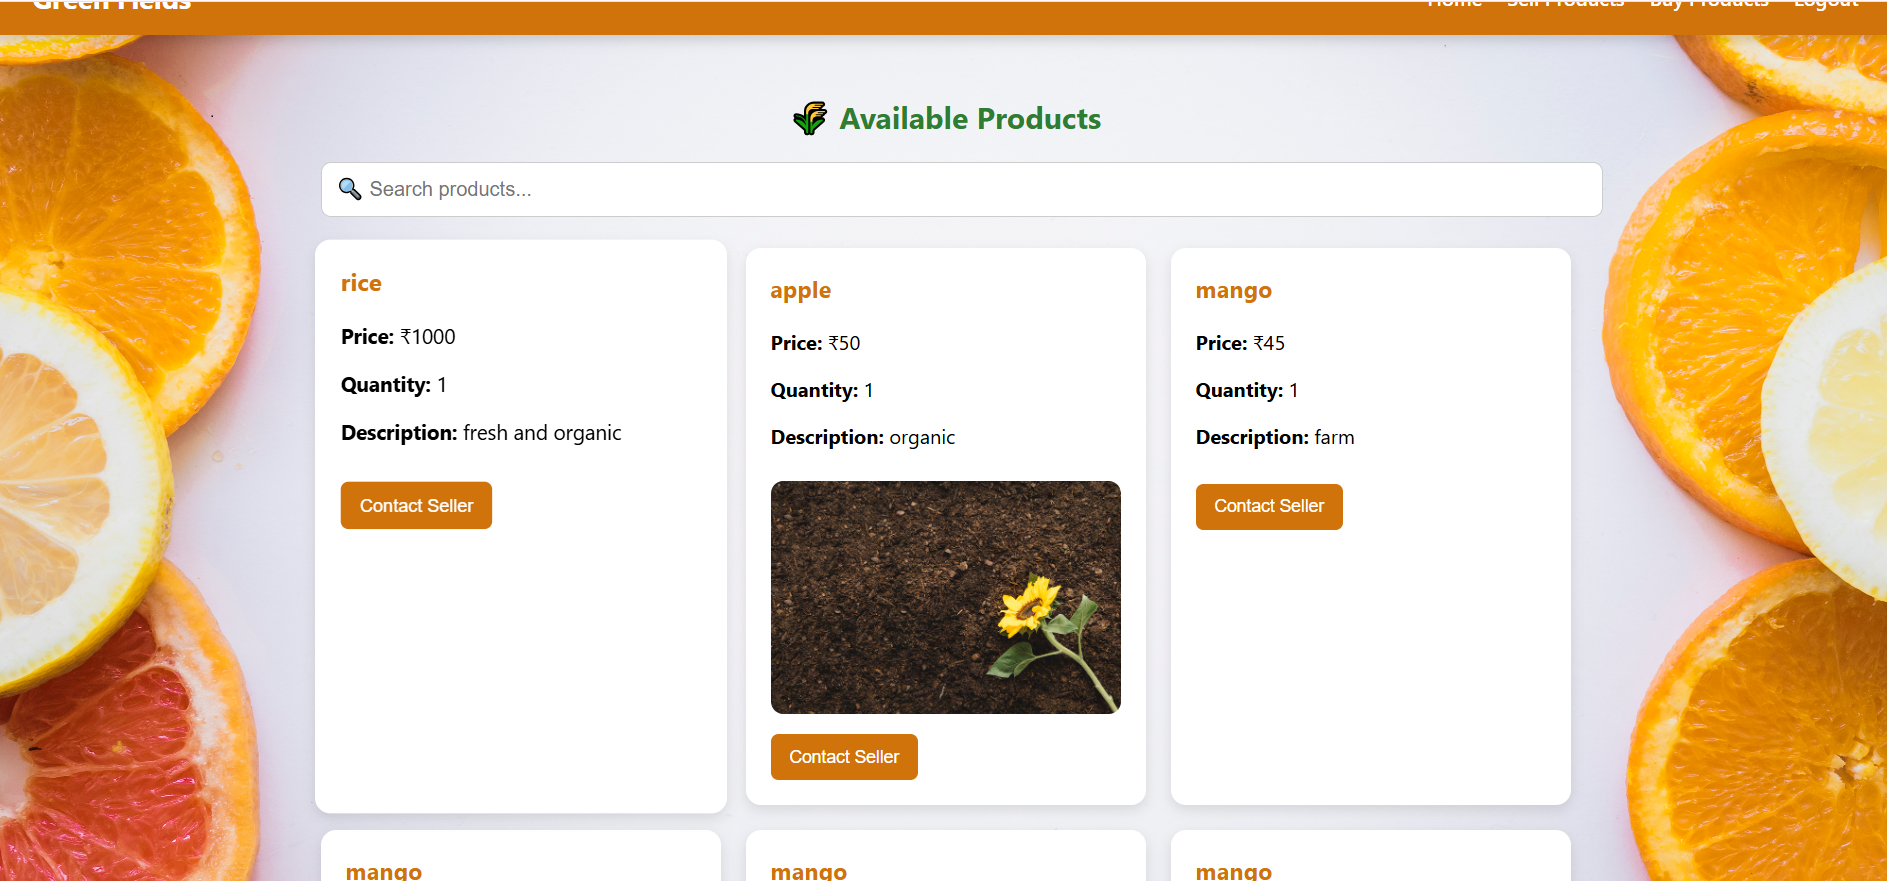 Green Fields
Home Sell Products Buy Products Logout
Available Products
Search products...
rice
Price: ₹1000
Quantity: 1
Description: fresh and organic
Contact Seller
apple
Price: ₹50
Quantity: 1
Description: organic
Contact Seller
mango
Price: ₹45
Quantity: 1
Description: farm
Contact Seller
mango
mango
mango